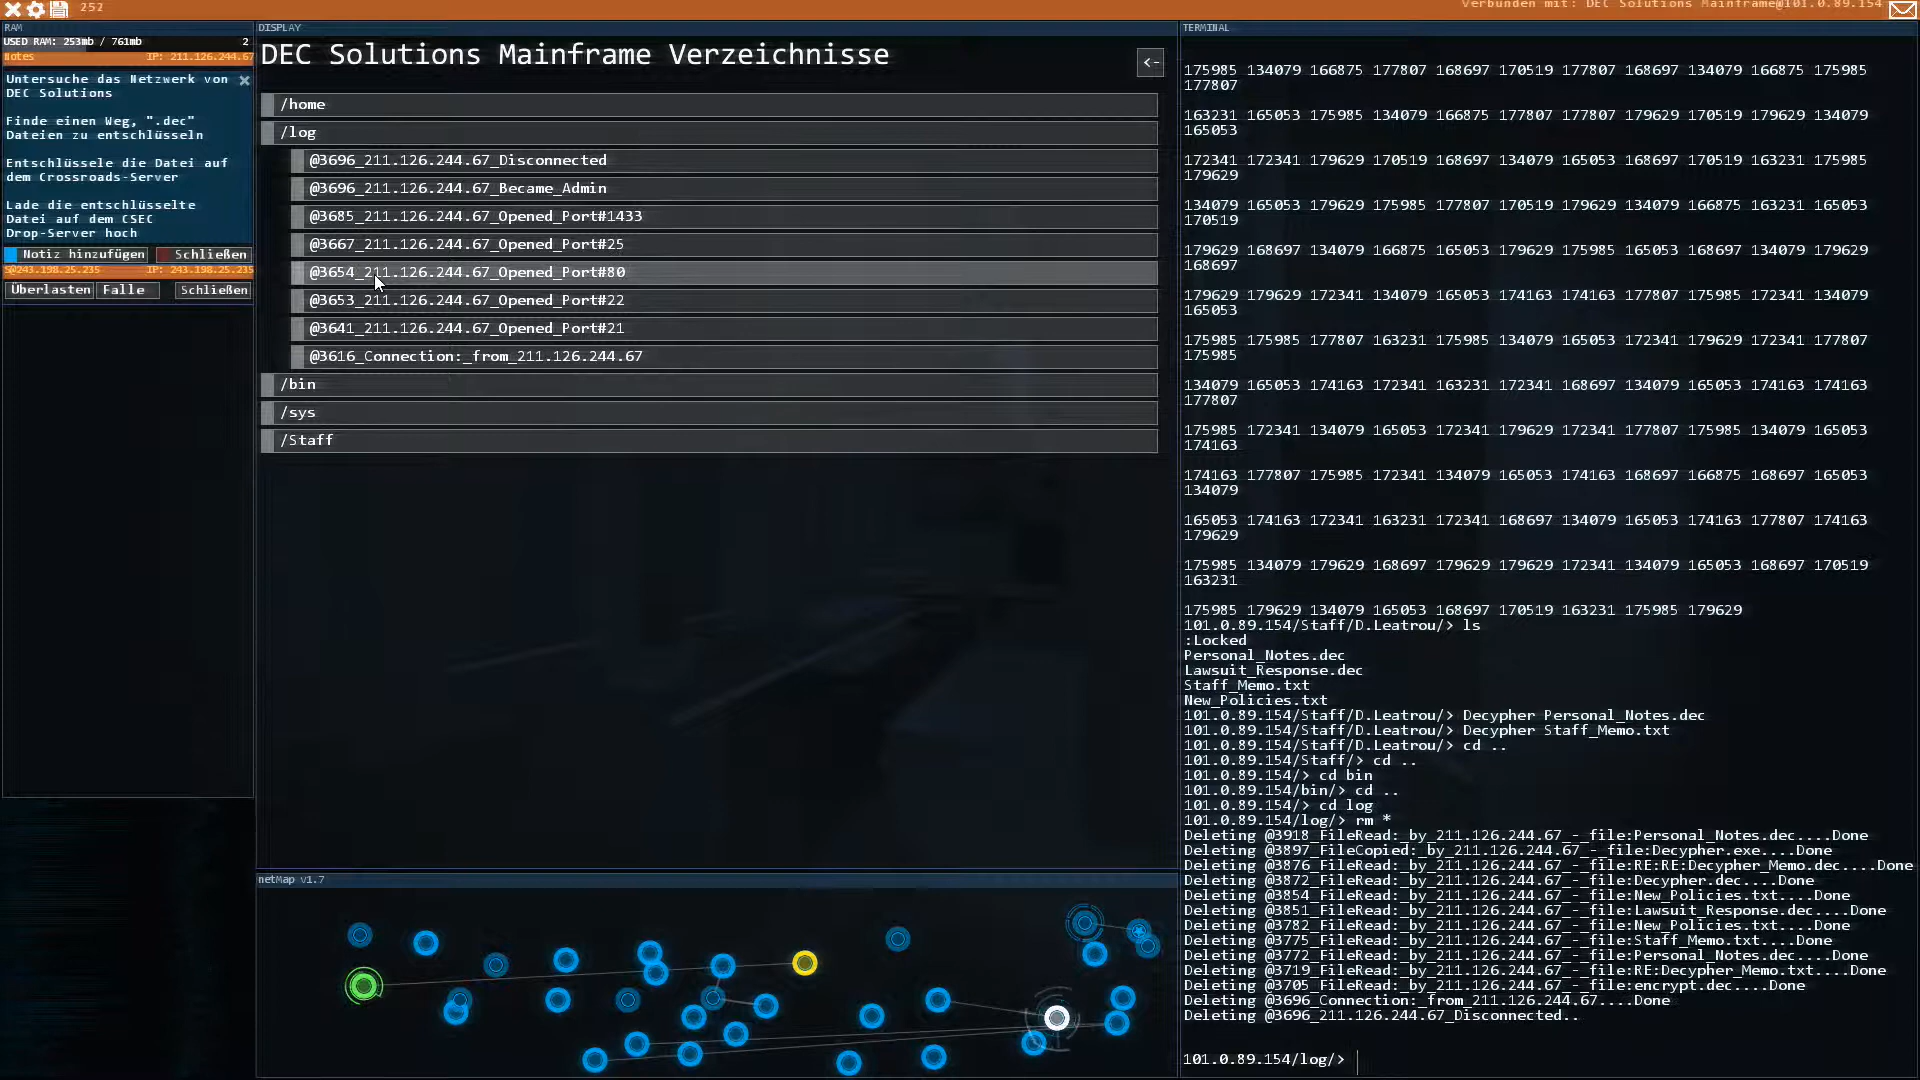 252
Verbunden mit: DEC Solutions Mainframe@101.0.89.154
RAM
USED RAM: 253mb / 761mb
2
Notes
IP: 211.126.244.67
Untersuche das Netzwerk von
DEC Solutions
Finde einen Weg, ".dec"
Dateien zu entschlüsseln
Entschlüssele die Datei auf
dem Crossroads-Server
Lade die entschlüsselte
Datei auf dem CSEC
Drop-Server hoch
Notiz hinzufügen
Schließen
S@243.198.25.235
IP: 243.198.25.235
Überlasten
Falle
Schließen
DISPLAY
DEC Solutions Mainframe Verzeichnisse
<-
/home
/log
@3696_211.126.244.67_Disconnected
@3696_211.126.244.67_Became_Admin
@3685_211.126.244.67_Opened_Port#1433
@3667_211.126.244.67_Opened_Port#25
@3654_211.126.244.67_Opened_Port#80
@3653_211.126.244.67_Opened_Port#22
@3641_211.126.244.67_Opened_Port#21
@3616_Connection:_from_211.126.244.67
/bin
/sys
/Staff
netMap v1.7
TERMINAL
175985 134079 166875 177807 168697 170519 177807 168697 134079 166875 175985
177807
163231 165053 175985 134079 166875 177807 177807 179629 170519 179629 134079
165053
172341 172341 179629 170519 168697 134079 165053 168697 170519 163231 175985
179629
134079 165053 179629 175985 177807 170519 179629 134079 166875 163231 165053
170519
179629 168697 134079 166875 165053 179629 175985 165053 168697 134079 179629
168697
179629 179629 172341 134079 165053 174163 174163 177807 175985 172341 134079
165053
175985 175985 177807 163231 175985 134079 165053 172341 179629 172341 177807
175985
134079 165053 174163 172341 163231 172341 168697 134079 165053 174163 174163
177807
175985 172341 134079 165053 172341 179629 172341 177807 175985 134079 165053
174163
174163 177807 175985 172341 134079 165053 174163 168697 166875 168697 165053
134079
165053 174163 172341 163231 172341 168697 134079 165053 174163 177807 174163
179629
175985 134079 179629 168697 179629 179629 172341 134079 165053 168697 170519
163231
175985 179629 134079 165053 168697 170519 163231 175985 179629
101.0.89.154/Staff/D.Leatrou/> ls
:Locked
Personal_Notes.dec
Lawsuit_Response.dec
Staff_Memo.txt
New_Policies.txt
101.0.89.154/Staff/D.Leatrou/> Decypher Personal_Notes.dec
101.0.89.154/Staff/D.Leatrou/> Decypher Staff_Memo.txt
101.0.89.154/Staff/D.Leatrou/> cd ..
101.0.89.154/Staff/> cd ..
101.0.89.154/> cd bin
101.0.89.154/bin/> cd ..
101.0.89.154/> cd log
101.0.89.154/log/> rm *
Deleting @3918_FileRead:_by_211.126.244.67_-_file:Personal_Notes.dec....Done
Deleting @3897_FileCopied:_by_211.126.244.67_-_file:Decypher.exe....Done
Deleting @3876_FileRead:_by_211.126.244.67_-_file:RE:RE:Decypher_Memo.dec....Done
Deleting @3872_FileRead:_by_211.126.244.67_-_file:Decypher.dec....Done
Deleting @3854_FileRead:_by_211.126.244.67_-_file:New_Policies.txt....Done
Deleting @3851_FileRead:_by_211.126.244.67_-_file:Lawsuit_Response.dec....Done
Deleting @3782_FileRead:_by_211.126.244.67_-_file:New_Policies.txt....Done
Deleting @3775_FileRead:_by_211.126.244.67_-_file:Staff_Memo.txt....Done
Deleting @3772_FileRead:_by_211.126.244.67_-_file:Personal_Notes.dec....Done
Deleting @3719_FileRead:_by_211.126.244.67_-_file:RE:Decypher_Memo.txt....Done
Deleting @3705_FileRead:_by_211.126.244.67_-_file:encrypt.dec....Done
Deleting @3696_Connection:_from_211.126.244.67....Done
Deleting @3696_211.126.244.67_Disconnected..
101.0.89.154/log/>